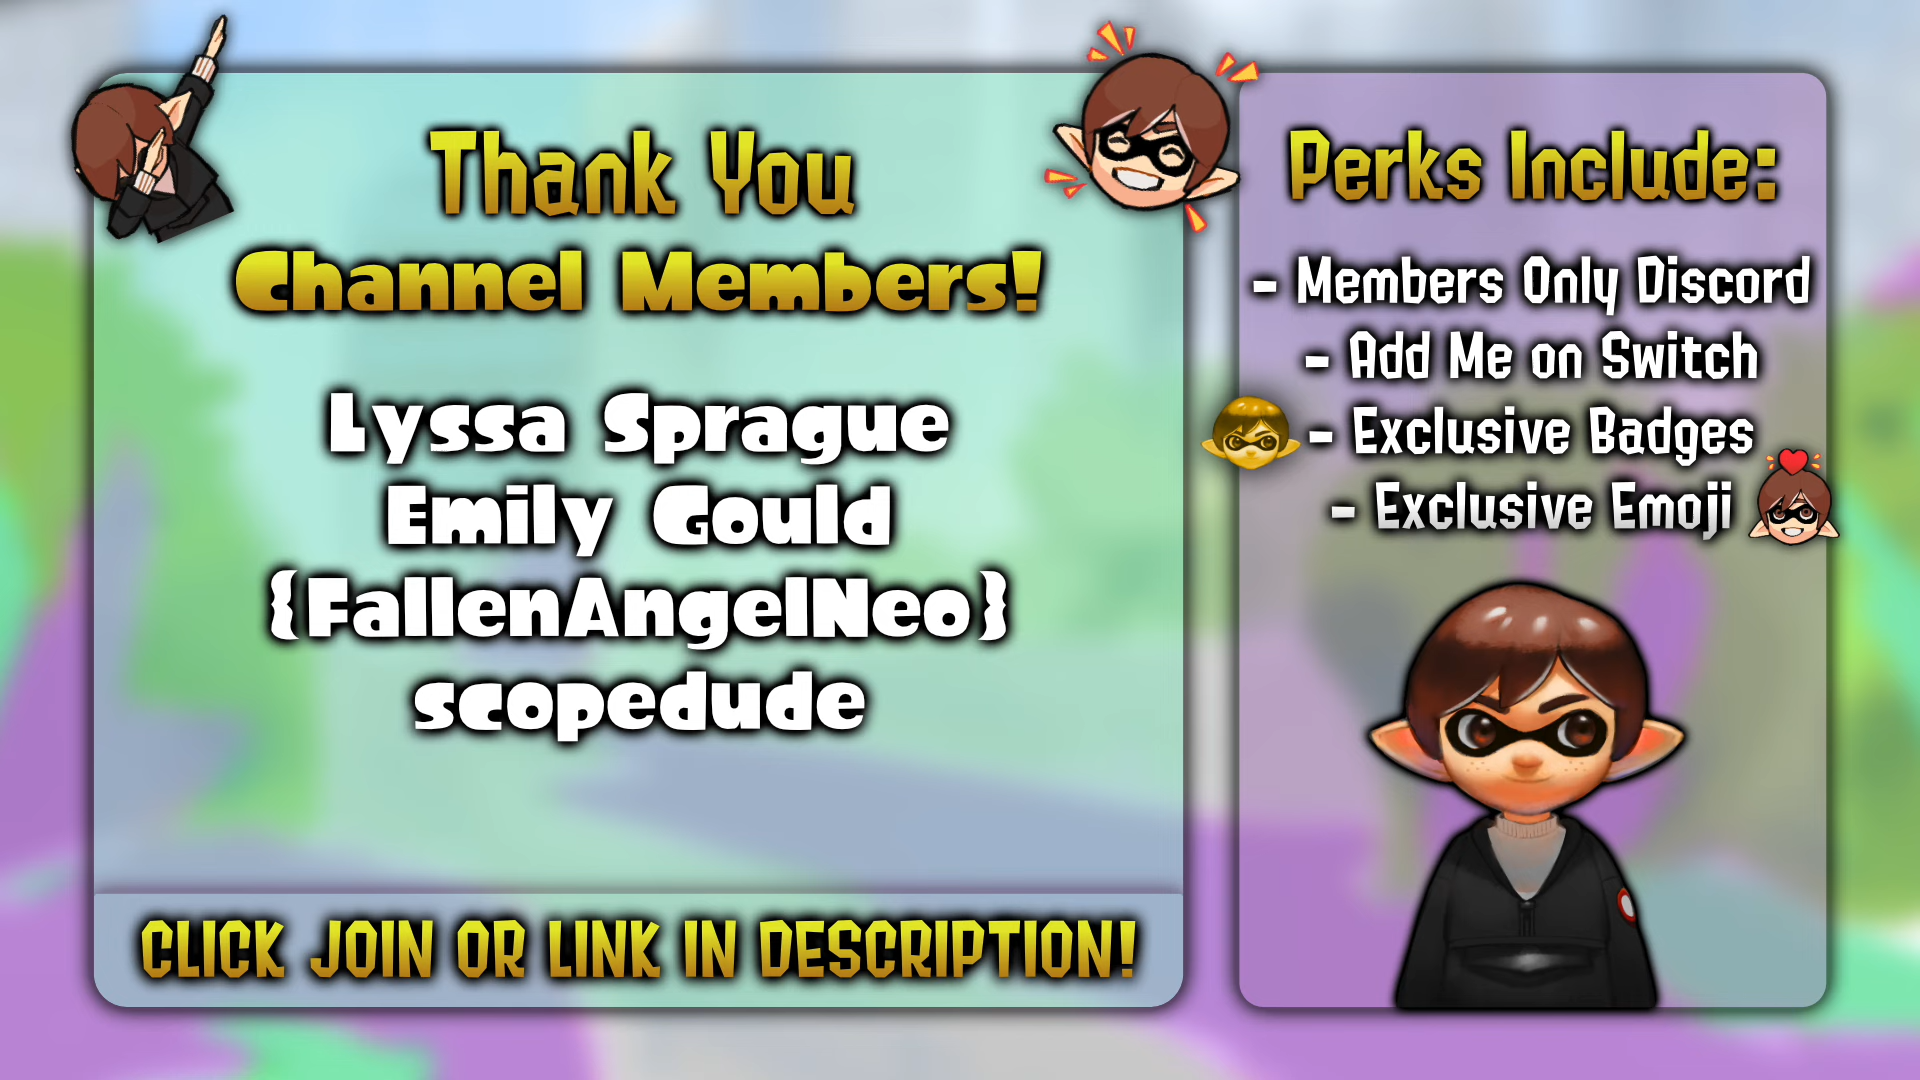 Thank You
Channel Members!
Lyssa Sprague
Emily Gould
{FallenAngelNeo}
scopedude
CLICK JOIN OR LINK IN DESCRIPTION!
Perks Include:
- Members Only Discord
- Add Me on Switch
- Exclusive Badges
- Exclusive Emoji